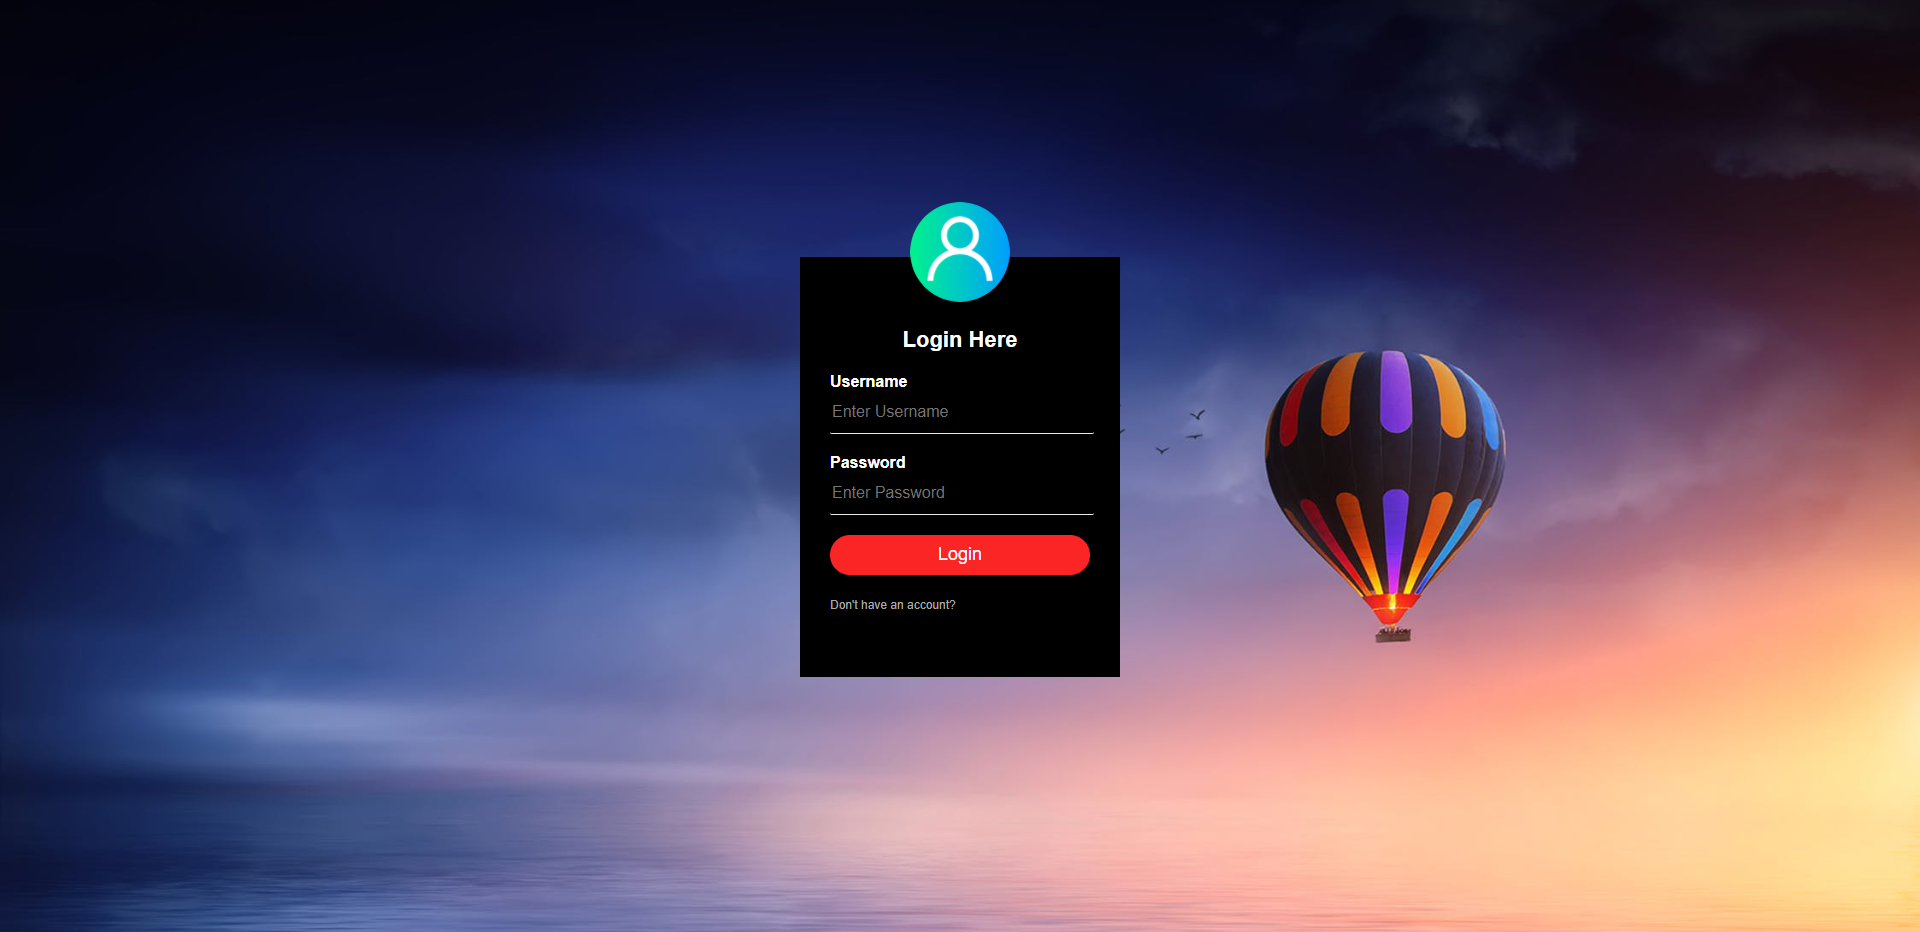 Login Here
Username
Enter Username
Password
Enter Password
Login
Don't have an account?